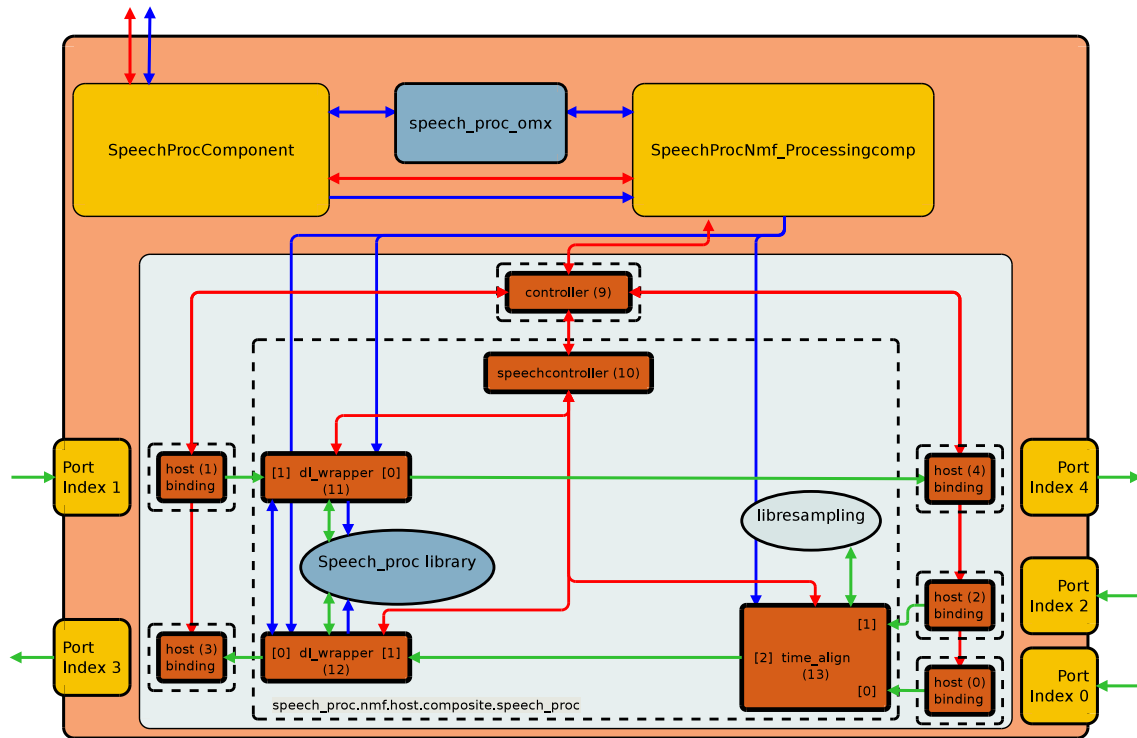 speech_proc_omx
SpeechProcComponent
SpeechProcNmf_Processingcomp
controller (9)
speechcontroller (10)
Port
Index 1
host (1)
binding
[1] dl_wrapper [0]
(11)
host (4)
binding
Port
Index 4
libresampling
Speech_proc library
Port
Index 2
host (2)
binding
[1]
Port
Index 3
host (3)
binding
[0] dl_wrapper [1]
(12)
[2] time_align
(13)
[0]
host (0)
binding
Port
Index 0
speech_proc.nmf.host.composite.speech_proc